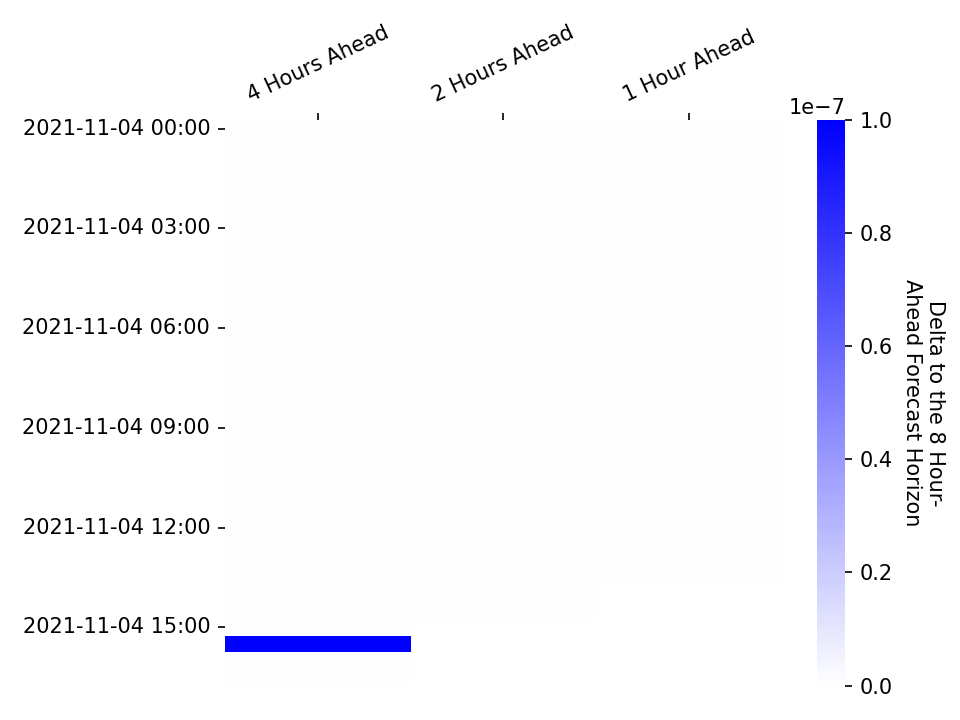 4 Hours Ahead
2 Hours Ahead
1 Hour Ahead
2021-11-04 00:00
2021-11-04 03:00
2021-11-04 06:00
2021-11-04 09:00
2021-11-04 12:00
2021-11-04 15:00
1e−7
1.0
0.8
0.6
0.4
0.2
0.0
Delta to the 8 Hour-
Ahead Forecast Horizon